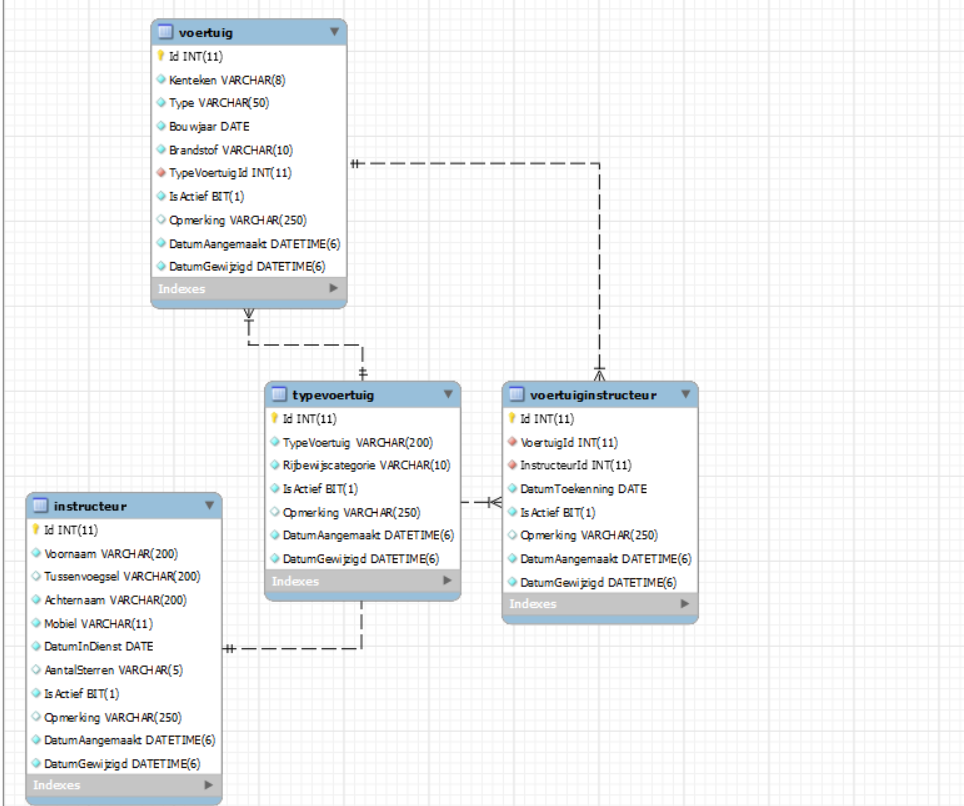 voertuig
Id INT(11)
Kenteken VARCHAR(8)
Type VARCHAR(50)
Bouwjaar DATE
Brandstof VARCHAR(10)
TypeVoertuigId INT(11)
IsActief BIT(1)
Opmerking VARCHAR(250)
DatumAangemaakt DATETIME(6)
DatumGewijzigd DATETIME(6)
Indexes
typevoertuig
Id INT(11)
TypeVoertuig VARCHAR(200)
Rijbewijscategorie VARCHAR(10)
IsActief BIT(1)
Opmerking VARCHAR(250)
DatumAangemaakt DATETIME(6)
DatumGewijzigd DATETIME(6)
Indexes
voertuiginstructeur
Id INT(11)
VoertuigId INT(11)
InstructeurId INT(11)
DatumToekenning DATE
IsActief BIT(1)
Opmerking VARCHAR(250)
DatumAangemaakt DATETIME(6)
DatumGewijzigd DATETIME(6)
Indexes
instructeur
Id INT(11)
Voornaam VARCHAR(200)
Tussenvoegsel VARCHAR(200)
Achternaam VARCHAR(200)
Mobiel VARCHAR(11)
DatumInDienst DATE
AantalSterren VARCHAR(5)
IsActief BIT(1)
Opmerking VARCHAR(250)
DatumAangemaakt DATETIME(6)
DatumGewijzigd DATETIME(6)
Indexes